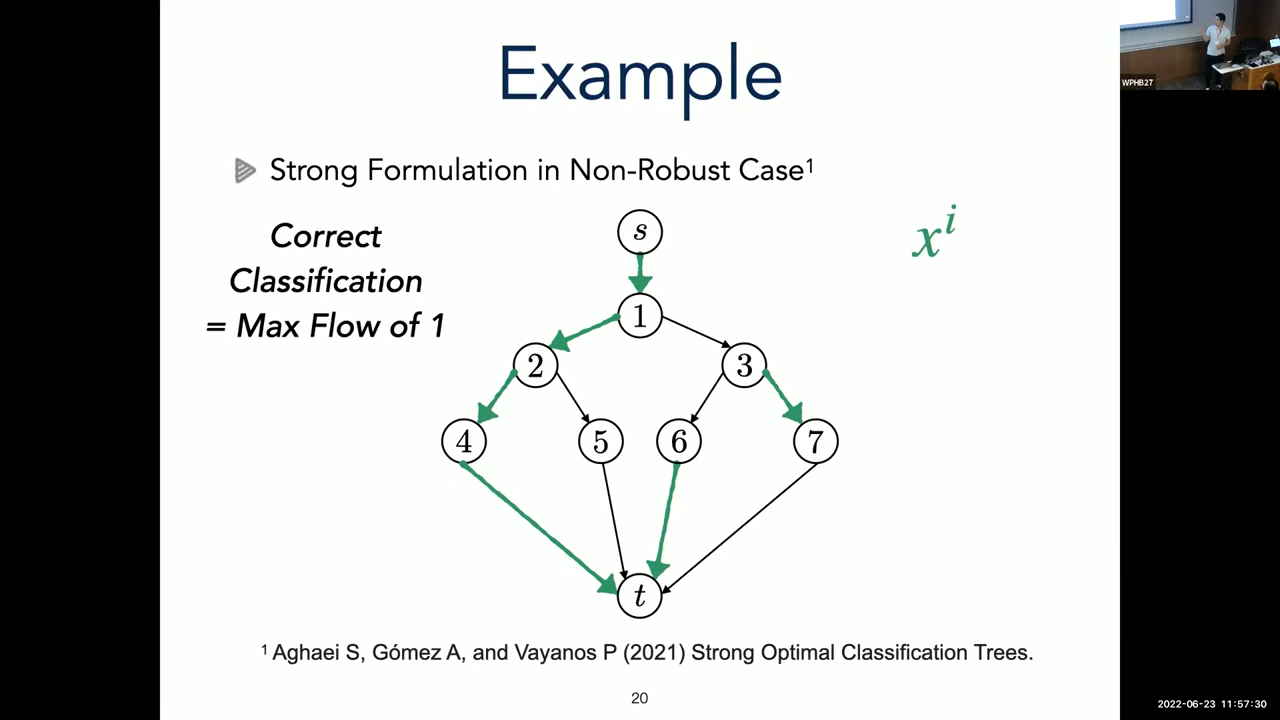 Example
WPHB27
Strong Formulation in Non-Robust Case¹
Correct
Classification
= Max Flow of 1
xⁱ
s
1
2
3
4
5
6
7
t
¹ Aghaei S, Gómez A, and Vayanos P (2021) Strong Optimal Classification Trees.
20
2022-06-23 11:57:30